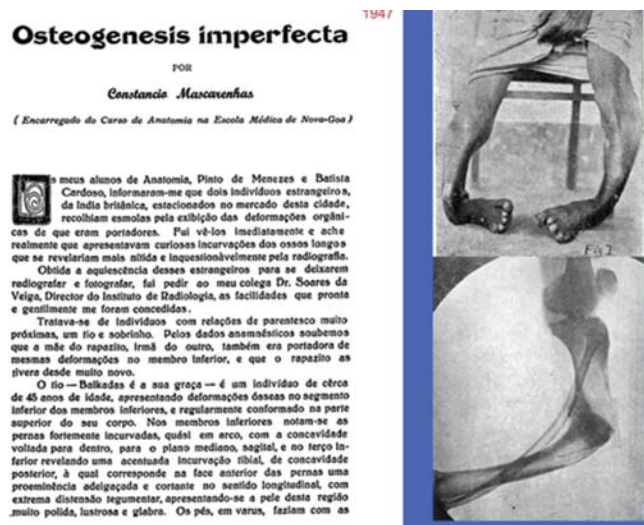 1947
Osteogenesis imperfecta
POR
Constancio Mascarenhas
( Encarregado do Curso de Anatomia na Escola Médica de Nova-Goa )
s meus alunos de Anatomia, Pinto de Menezes e Batista
Cardoso, informaram-me que dois indivíduos estrangeiros,
da Índia britânica, estacionados no mercado desta cidade,
recolhiam esmolas pela exibição das deformações orgâni-
cas de que eram portadores. Fui vê-los imediatamente e ache
realmente que apresentavam curiosas incurvações dos ossos longos
que se revelariam mais nítida e inquestionàvelmente pela radiografia.
Obtida a aquiescência desses estrangeiros para se deixarem
radiografar e fotografar, fui pedir ao meu colega Dr. Soares da
Veiga, Director do Instituto de Radiologia, as facilidades que pronta
e gentilmente me foram concedidas.
Tratava-se de indivíduos com relações de parentesco muito
próximas, um tio e sobrinho. Pelos dados anamnésticos soubemos
que a mãe do rapazito, irmã do outro, também era portadora de
mesmas deformações no membro inferior, e que o rapazito as
tivera desde muito novo.
O tio — Balkadas é a sua graça — é um indivíduo de cêrca
de 45 anos de idade, apresentando deformações ósseas no segmento
inferior dos membros inferiores, e regularmente conformado na parte
superior do seu corpo. Nos membros inferiores notam-se as
pernas fortemente incurvadas, quási em arco, com a concavidade
voltada para dentro, para o plano mediano, sagital, e no terço in-
ferior revelando uma acentuada incurvação tibial, de concavidade
posterior, à qual corresponde na face anterior das pernas uma
proeminência adelgaçada e cortante no sentido longitudinal, com
extrema distensão tegumentar, apresentando-se a pele desta região
muito polida, lustrosa e glabra. Os pés, em varus, faziam com as